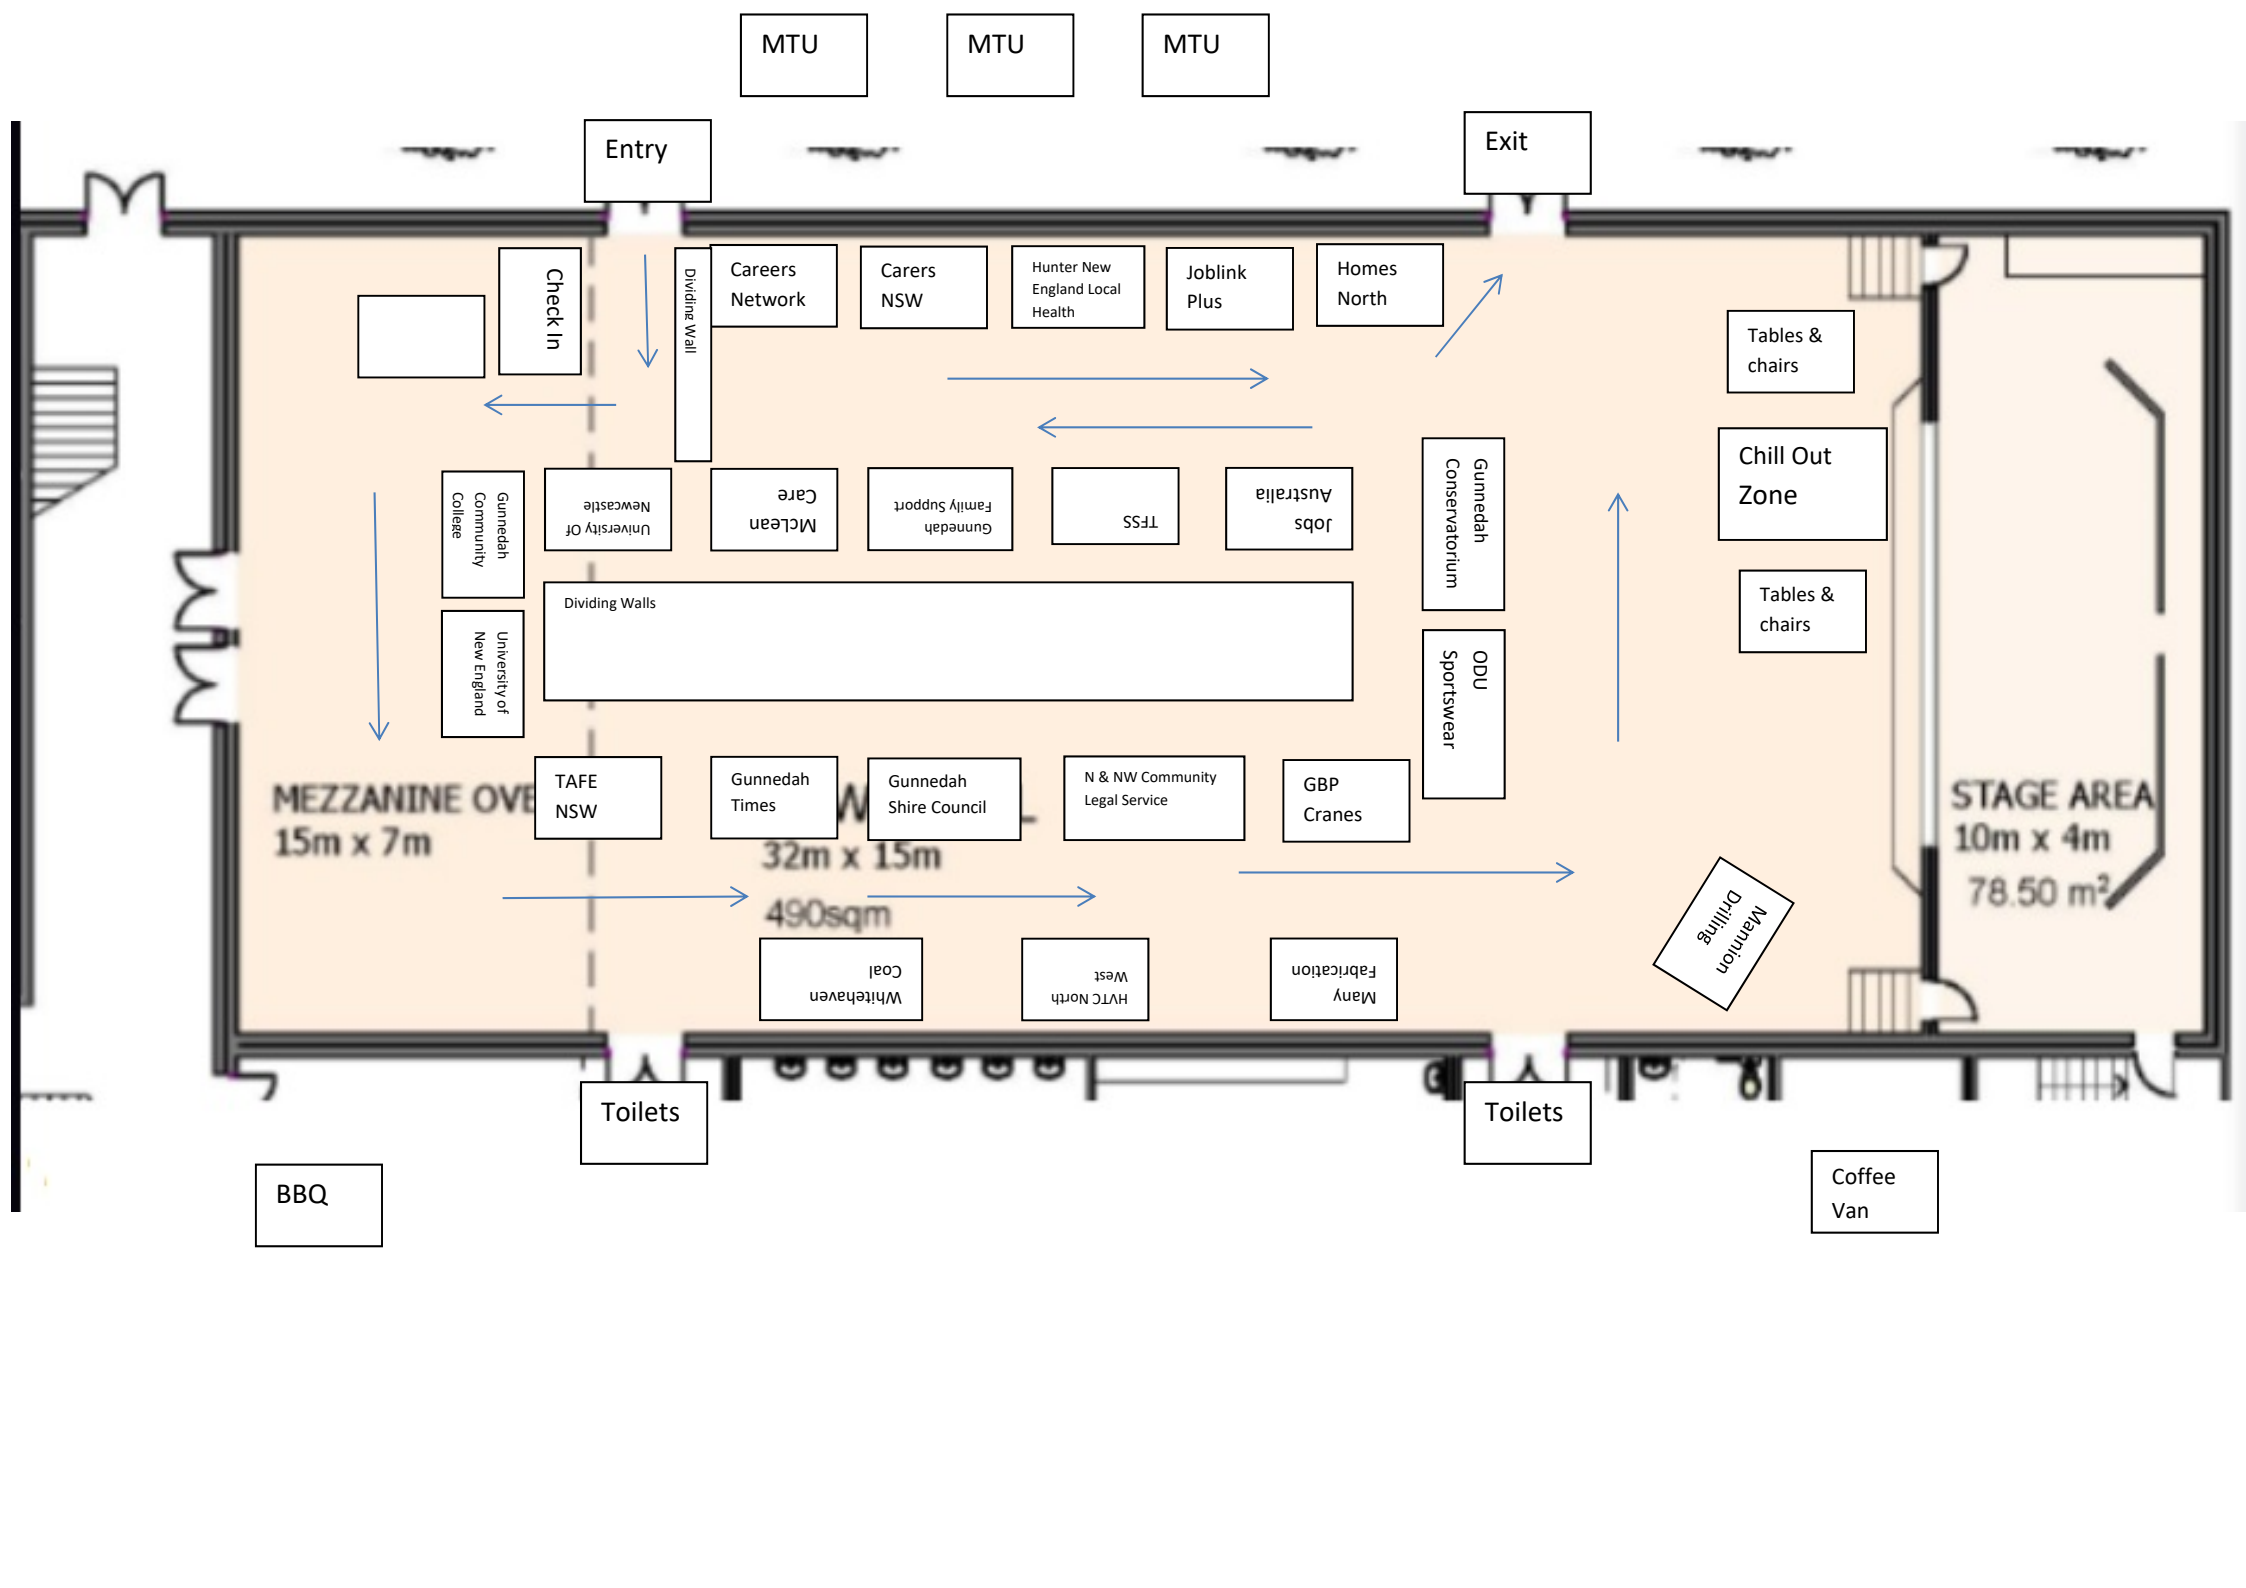 MTU
MTU
MTU
Entry
Exit
Check In
Dividing Wall
Careers
Network
Carers
NSW
Hunter New
England Local
Health
Joblink
Plus
Homes
North
Tables &
chairs
Chill Out
Zone
Tables &
chairs
Gunnedah
Community
College
University Of
Newcastle
McLean
Care
Gunnedah
Family Support
TFSS
Jobs
Australia
Gunnedah
Conservatorium
University of
New England
Dividing Walls
ODU
Sportswear
MEZZANINE OVE
15m x 7m
TAFE
NSW
Gunnedah
Times
Gunnedah
Shire Council
N & NW Community
Legal Service
GBP
Cranes
32m x 15m
490sqm
STAGE AREA
10m x 4m
78.50 m²
Whitehaven
Coal
HVTC North
West
Many
Fabrication
Mannion
Drilling
Toilets
Toilets
BBQ
Coffee
Van